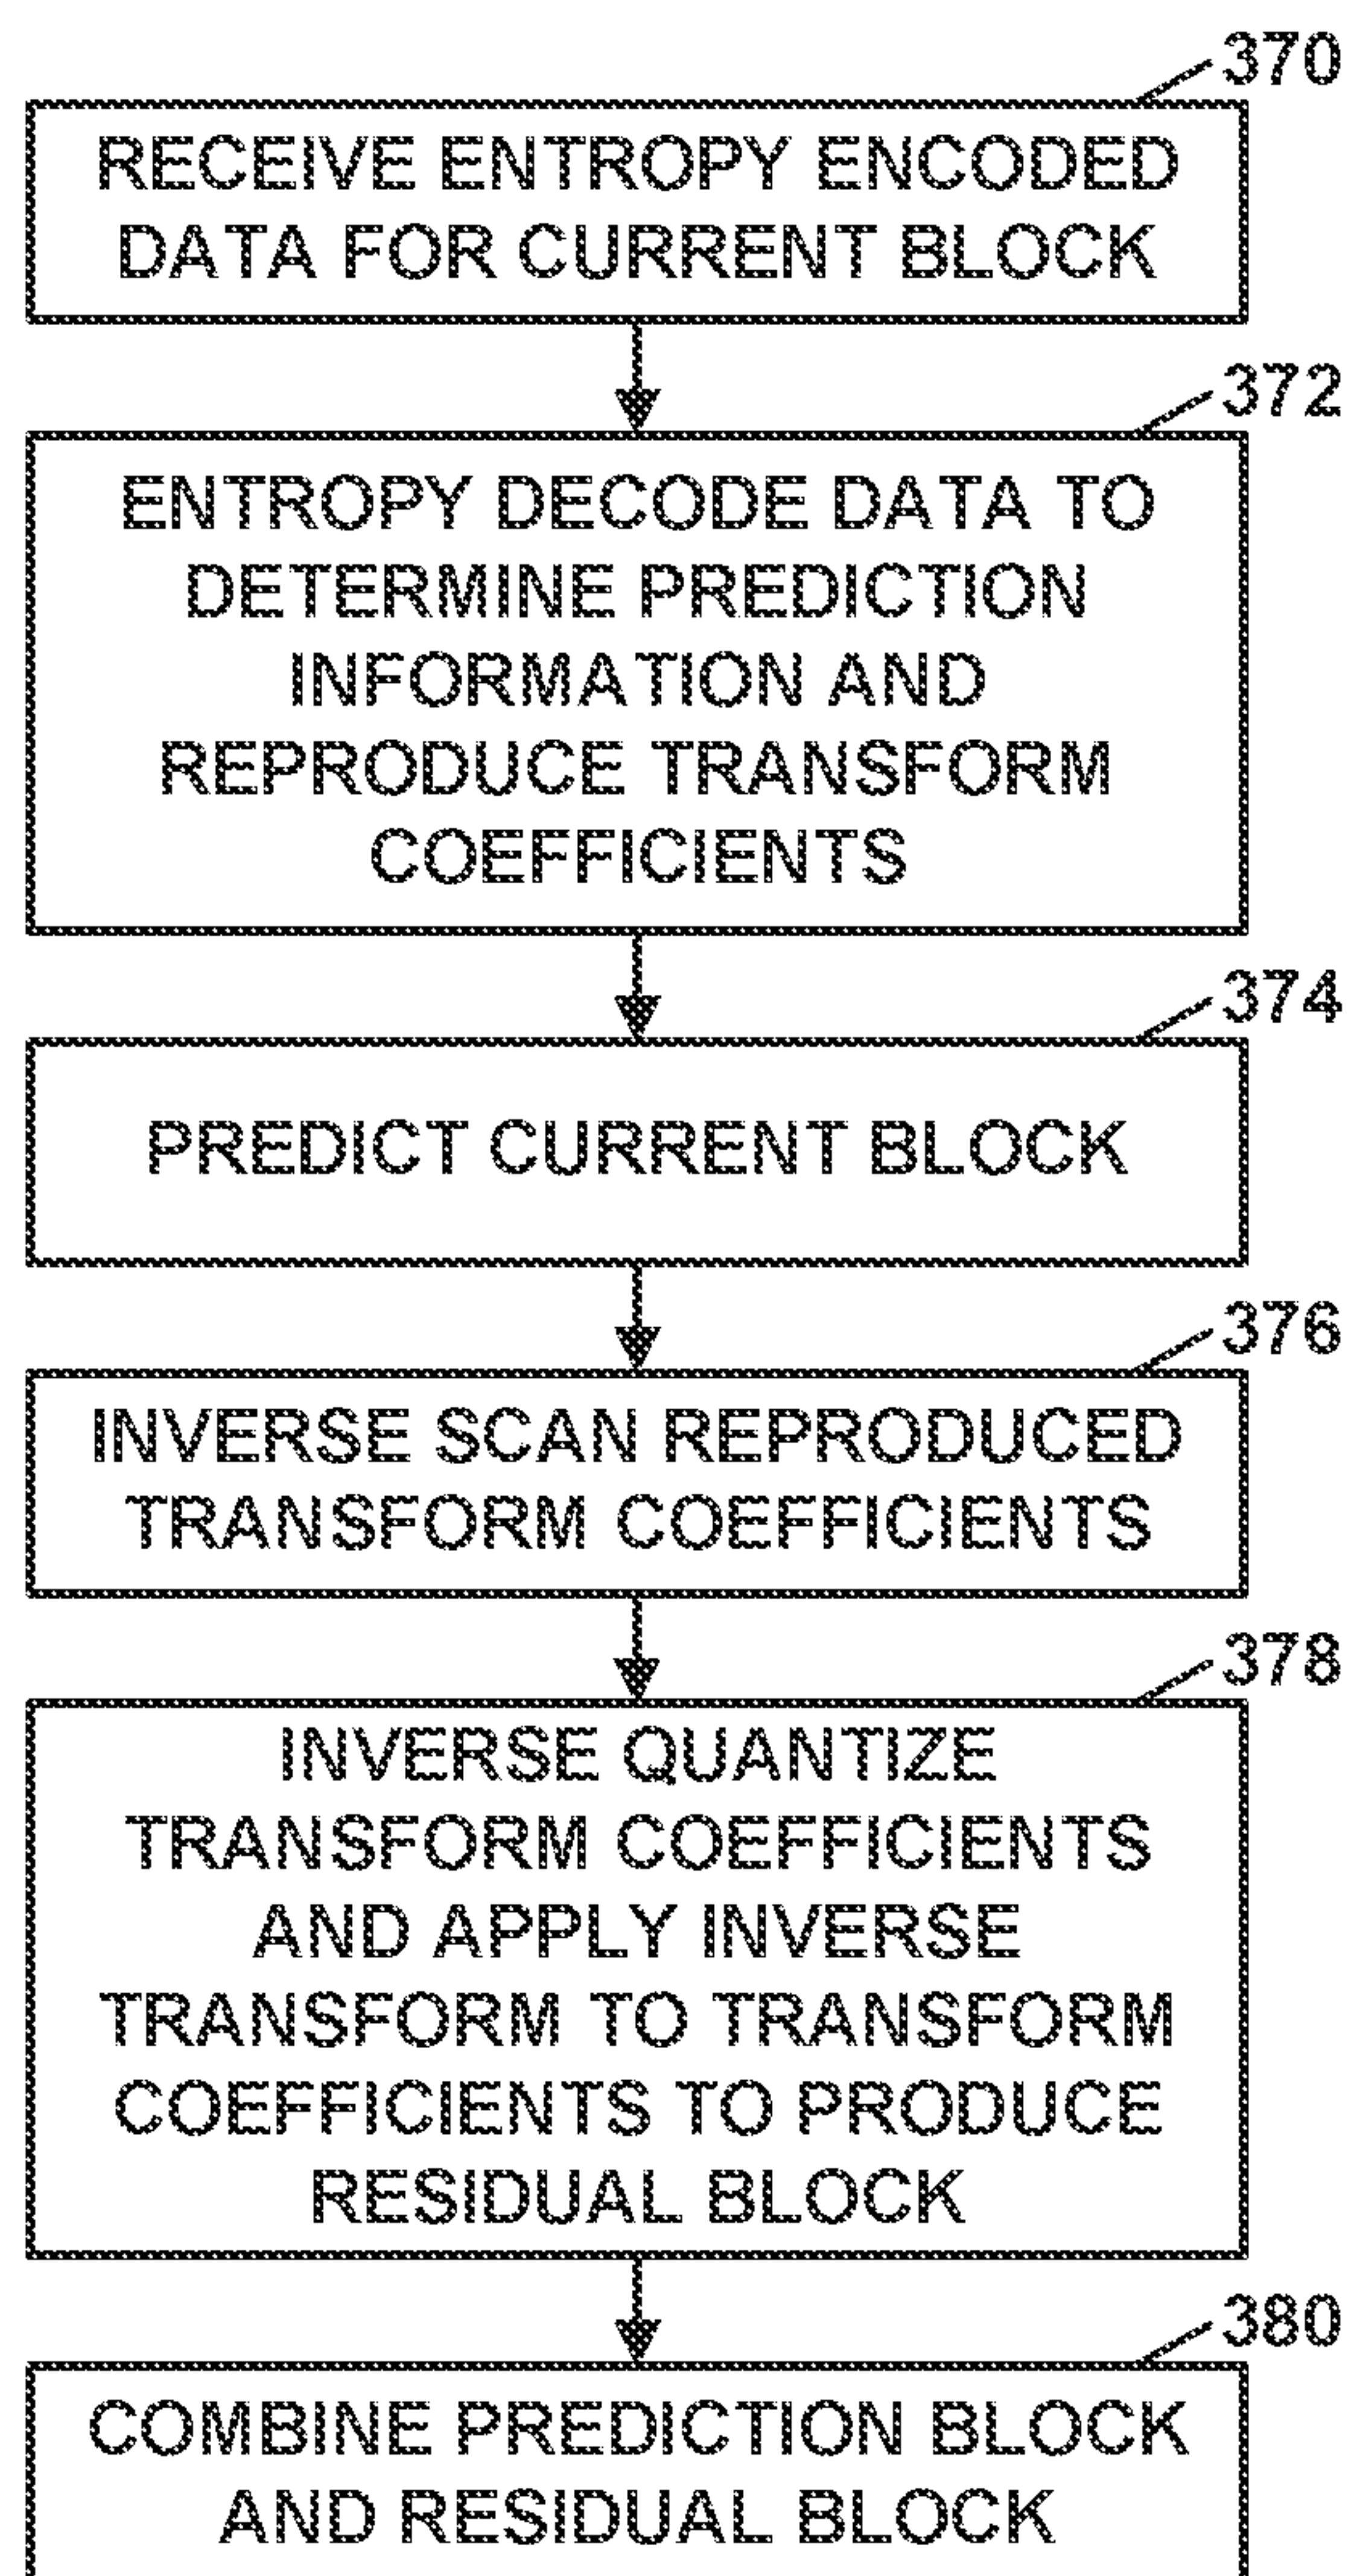 370
RECEIVE ENTROPY ENCODED
DATA FOR CURRENT BLOCK
372
ENTROPY DECODE DATA TO
DETERMINE PREDICTION
INFORMATION AND
REPRODUCE TRANSFORM
COEFFICIENTS
374
PREDICT CURRENT BLOCK
376
INVERSE SCAN REPRODUCED
TRANSFORM COEFFICIENTS
378
INVERSE QUANTIZE
TRANSFORM COEFFICIENTS
AND APPLY INVERSE
TRANSFORM TO TRANSFORM
COEFFICIENTS TO PRODUCE
RESIDUAL BLOCK
380
COMBINE PREDICTION BLOCK
AND RESIDUAL BLOCK